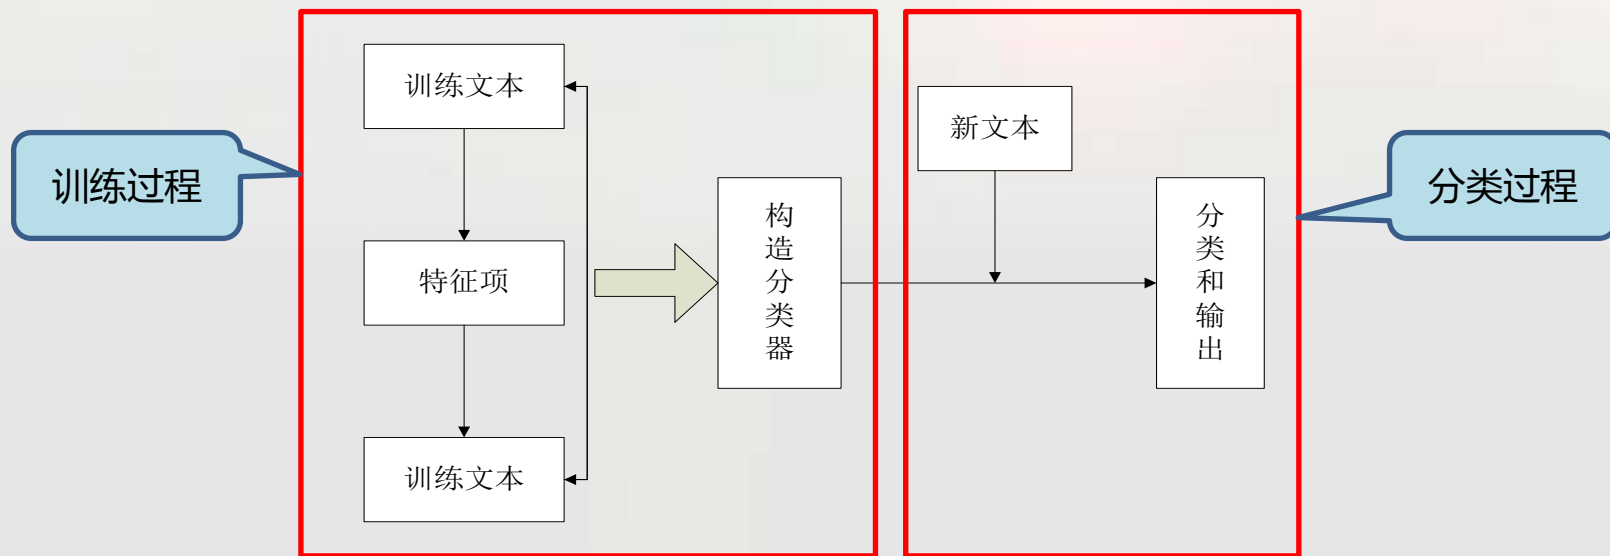 训练过程
训练文本
特征项
训练文本
构造分类器
新文本
分类和输出
分类过程